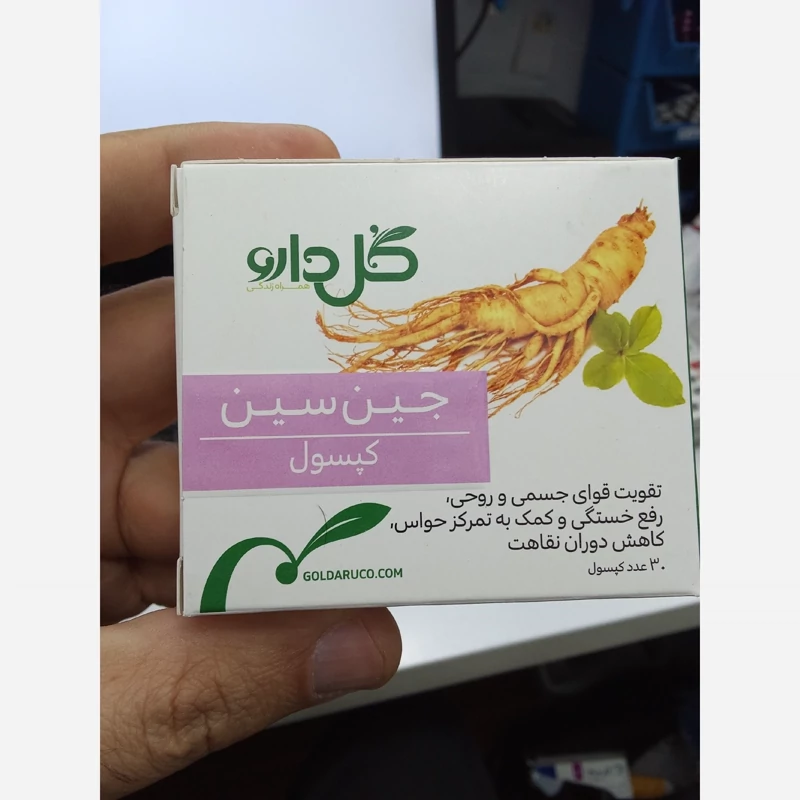 گل دارو
همراه زندگی
جین‌سین
کپسول
تقویت قوای جسمی و روحی،
رفع خستگی و کمک به تمرکز حواس،
کاهش دوران نقاهت
۳۰ عدد کپسول
GOLDARUCO.COM